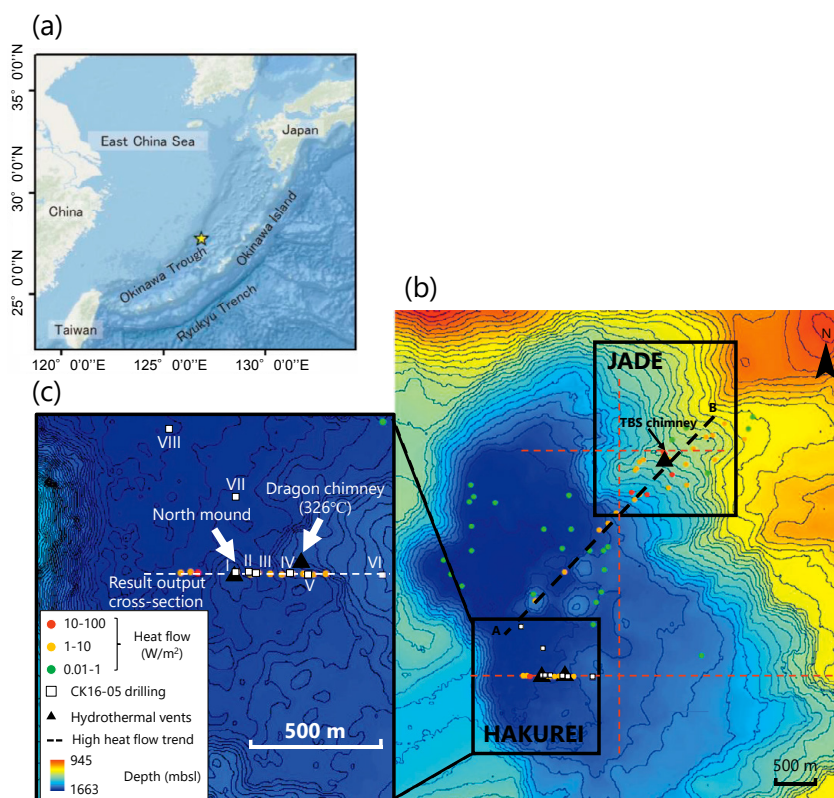 (a)
35° 0'0''N
30° 0'0''N
25° 0'0''N
East China Sea
Japan
China
Okinawa Trough
Okinawa Island
Ryukyu Trench
Taiwan
120° 0'0''E
125° 0'0''E
130° 0'0''E
(b)
N
JADE
B
TBS chimney
A
HAKUREI
500 m
(c)
VIII
VII
Dragon chimney
(326℃)
North mound
I
II
III
IV
V
VI
Result output
cross-section
10-100
1-10
0.01-1
Heat flow
(W/m²)
CK16-05 drilling
Hydrothermal vents
High heat flow trend
945
1663
Depth (mbsl)
500 m